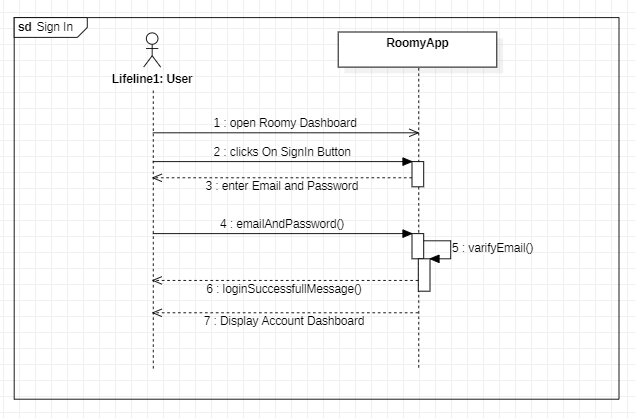 sd Sign In
RoomyApp
Lifeline1: User
1 : open Roomy Dashboard
2 : clicks On SignIn Button
3 : enter Email and Password
4 : emailAndPassword()
5 : varifyEmail()
6 : loginSuccessfullMessage()
7 : Display Account Dashboard